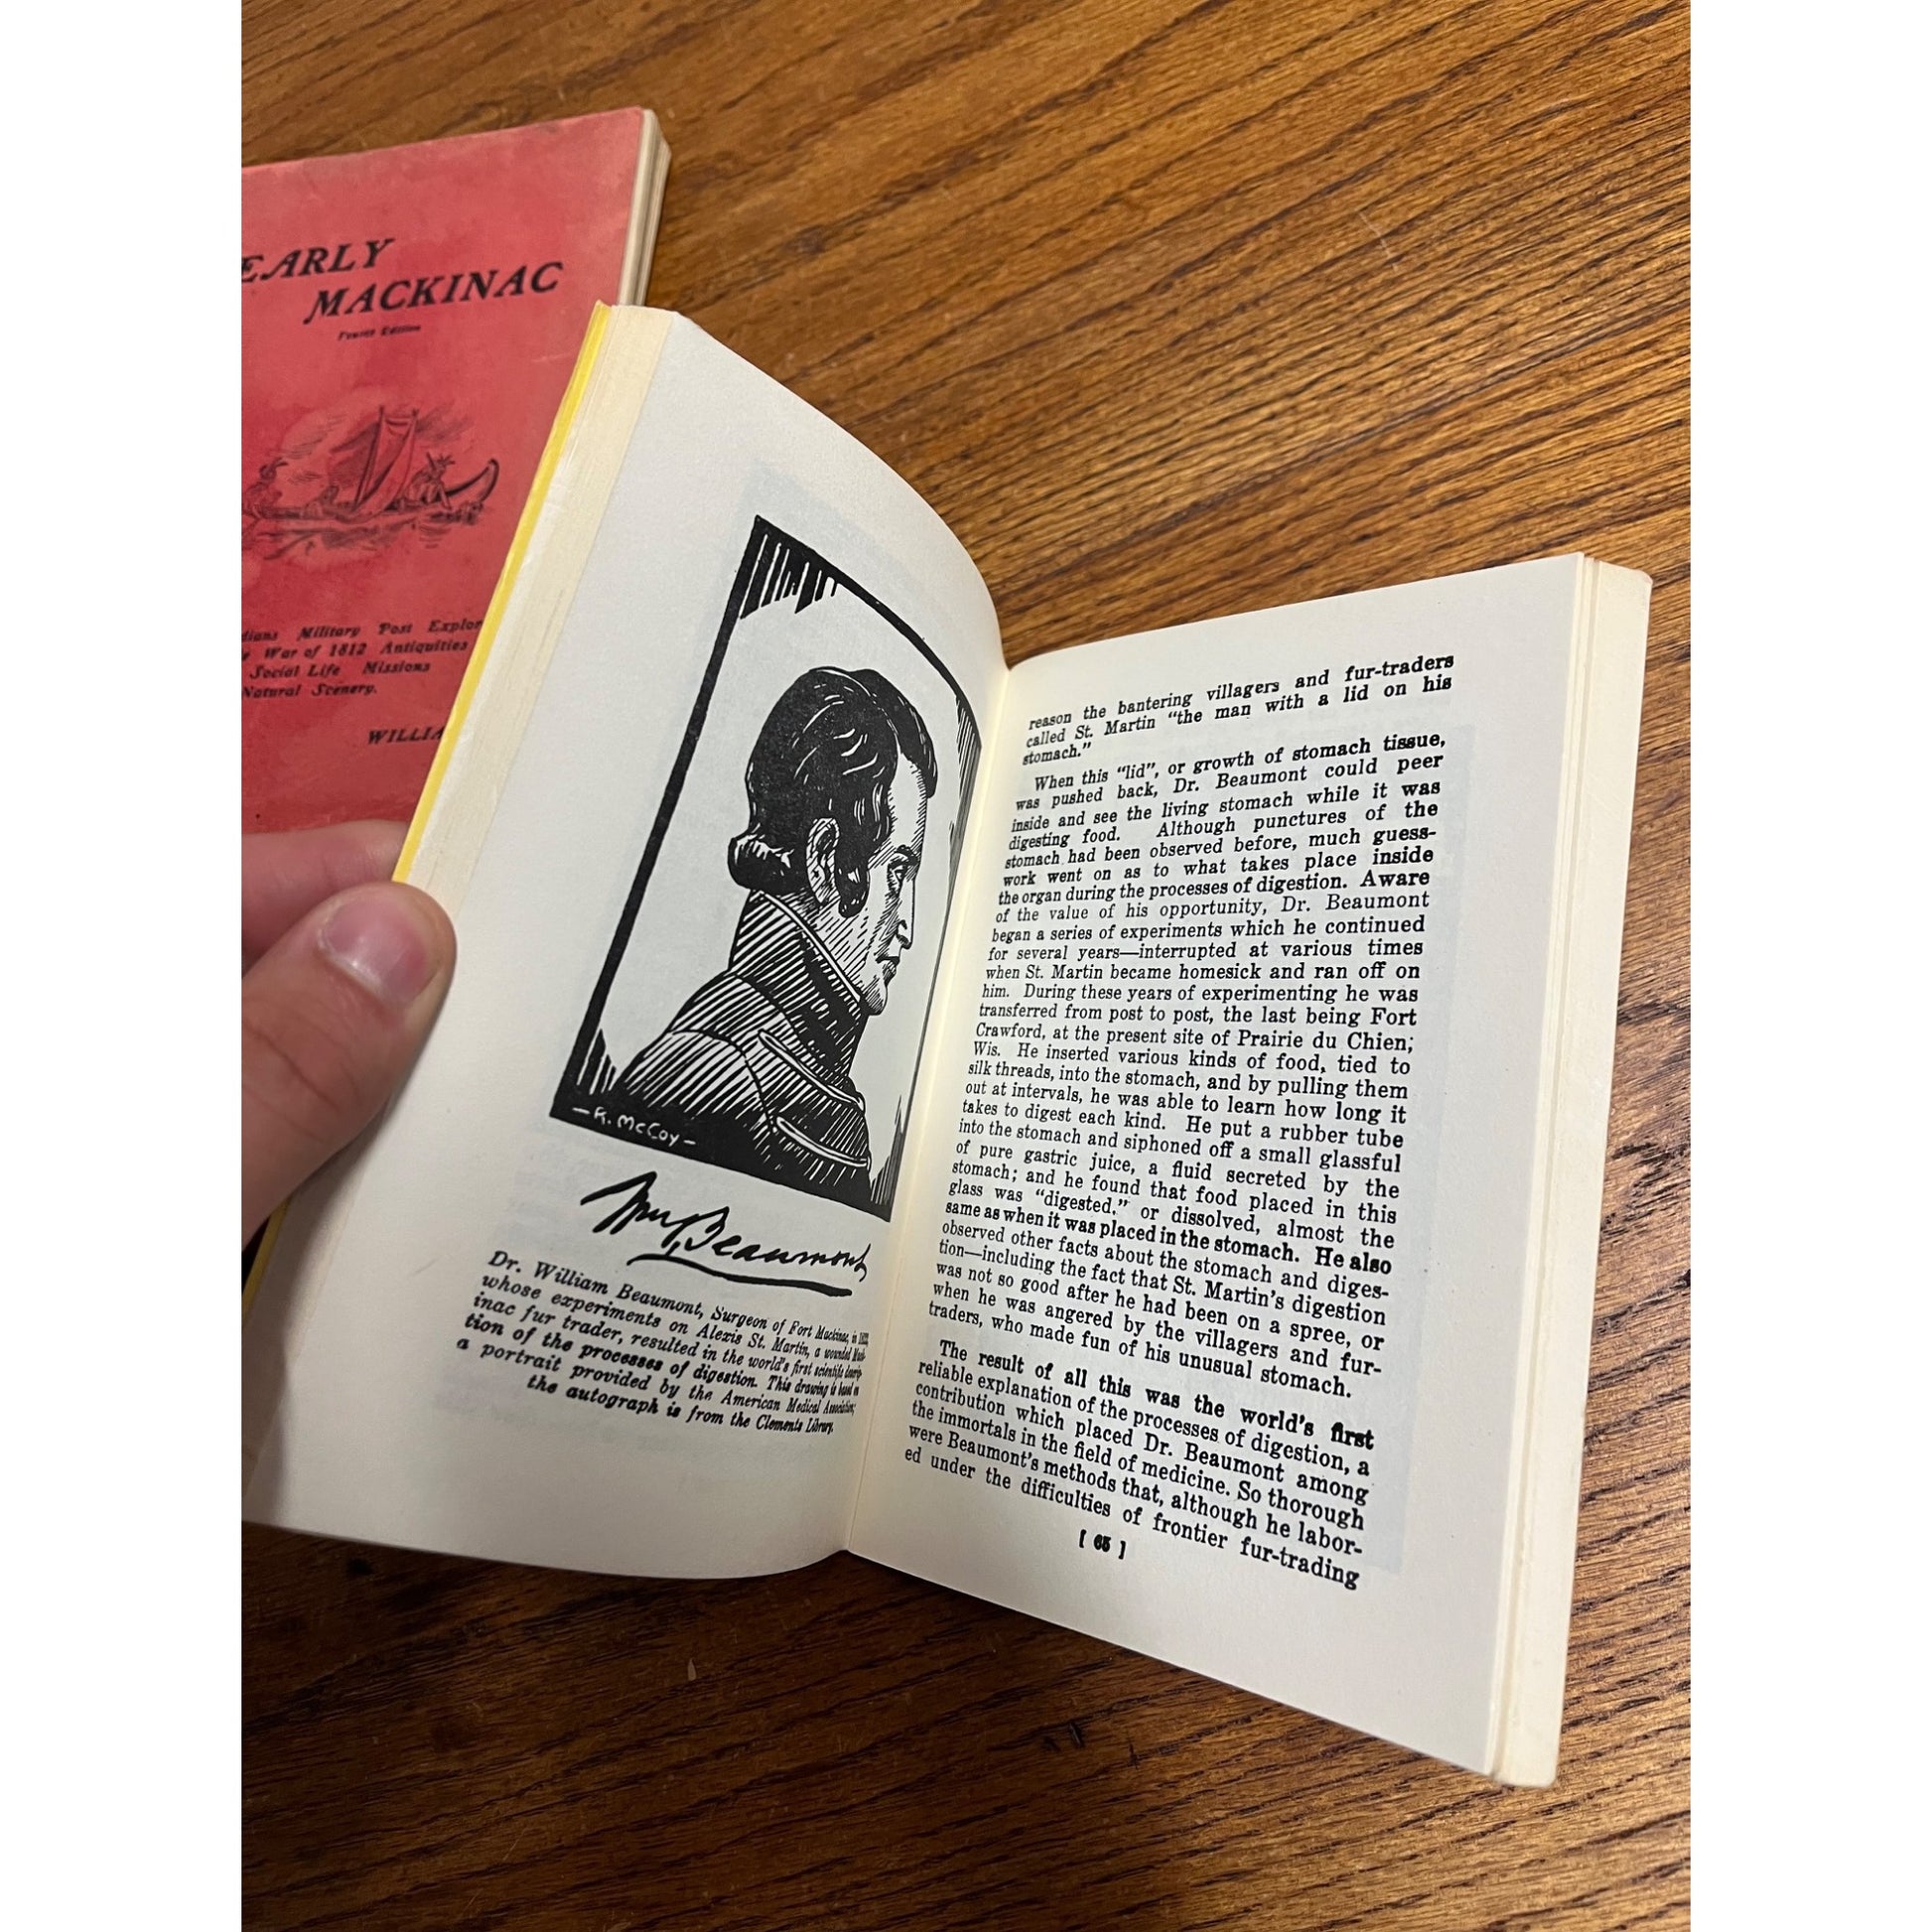 EARLY
MACKINAC
Fourth Edition
Military Post Explor
War of 1812 Antiquities
Social Life Missions
Natural Scenery.
— R. McCoy —
Wm Beaumont
Dr. William Beaumont, Surgeon of Fort Mackinac, in 1822,
whose experiments on Alexis St. Martin, a wounded Mack-
inac fur trader, resulted in the world's first scientific descrip-
tion of the processes of digestion. This drawing is based on
a portrait provided by the American Medical Association;
the autograph is from the Clements Library.
reason the bantering villagers and fur-traders
called St. Martin “the man with a lid on his
stomach.”
When this “lid”, or growth of stomach tissue,
was pushed back, Dr. Beaumont could peer
inside and see the living stomach while it was
digesting food. Although punctures of the
stomach had been observed before, much guess-
work went on as to what takes place inside
the organ during the processes of digestion. Aware
of the value of his opportunity, Dr. Beaumont
began a series of experiments which he continued
for several years—interrupted at various times
when St. Martin became homesick and ran off on
him. During these years of experimenting he was
transferred from post to post, the last being Fort
Crawford, at the present site of Prairie du Chien;
Wis. He inserted various kinds of food, tied to
silk threads, into the stomach, and by pulling them
out at intervals, he was able to learn how long it
takes to digest each kind. He put a rubber tube
into the stomach and siphoned off a small glassful
of pure gastric juice, a fluid secreted by the
stomach; and he found that food placed in this
glass was “digested,” or dissolved, almost the
same as when it was placed in the stomach. He also
observed other facts about the stomach and diges-
tion—including the fact that St. Martin's digestion
was not so good after he had been on a spree, or
when he was angered by the villagers and fur-
traders, who made fun of his unusual stomach.
The result of all this was the world's first
reliable explanation of the processes of digestion, a
contribution which placed Dr. Beaumont among
the immortals in the field of medicine. So thorough
were Beaumont's methods that, although he labor-
ed under the difficulties of frontier fur-trading
[ 65 ]